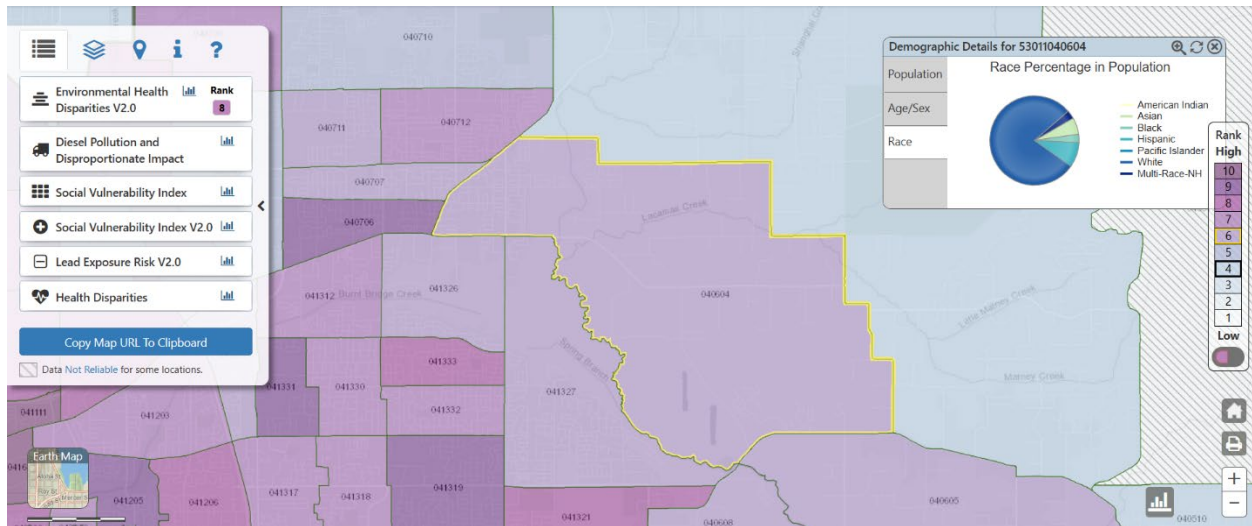 Environmental Health
Disparities V2.0
Rank
8
Diesel Pollution and
Disproportionate Impact
Social Vulnerability Index
Social Vulnerability Index V2.0
Lead Exposure Risk V2.0
Health Disparities
Copy Map URL To Clipboard
Data Not Reliable for some locations.
Earth Map
040710
040711
040712
040707
040706
Lacamas Creek
Shanghai Creek
041312
Burnt Bridge Creek
041326
040604
Little Matney Creek
Matney Creek
Spring Branch
041333
041331
041330
041327
041332
041111
041203
041205
041206
041317
041318
041319
041321
040608
040605
040510
Demographic Details for 53011040604
Population
Age/Sex
Race
Race Percentage in Population
American Indian
Asian
Black
Hispanic
Pacific Islander
White
Multi-Race-NH
Rank
High
10
9
8
7
6
5
4
3
2
1
Low